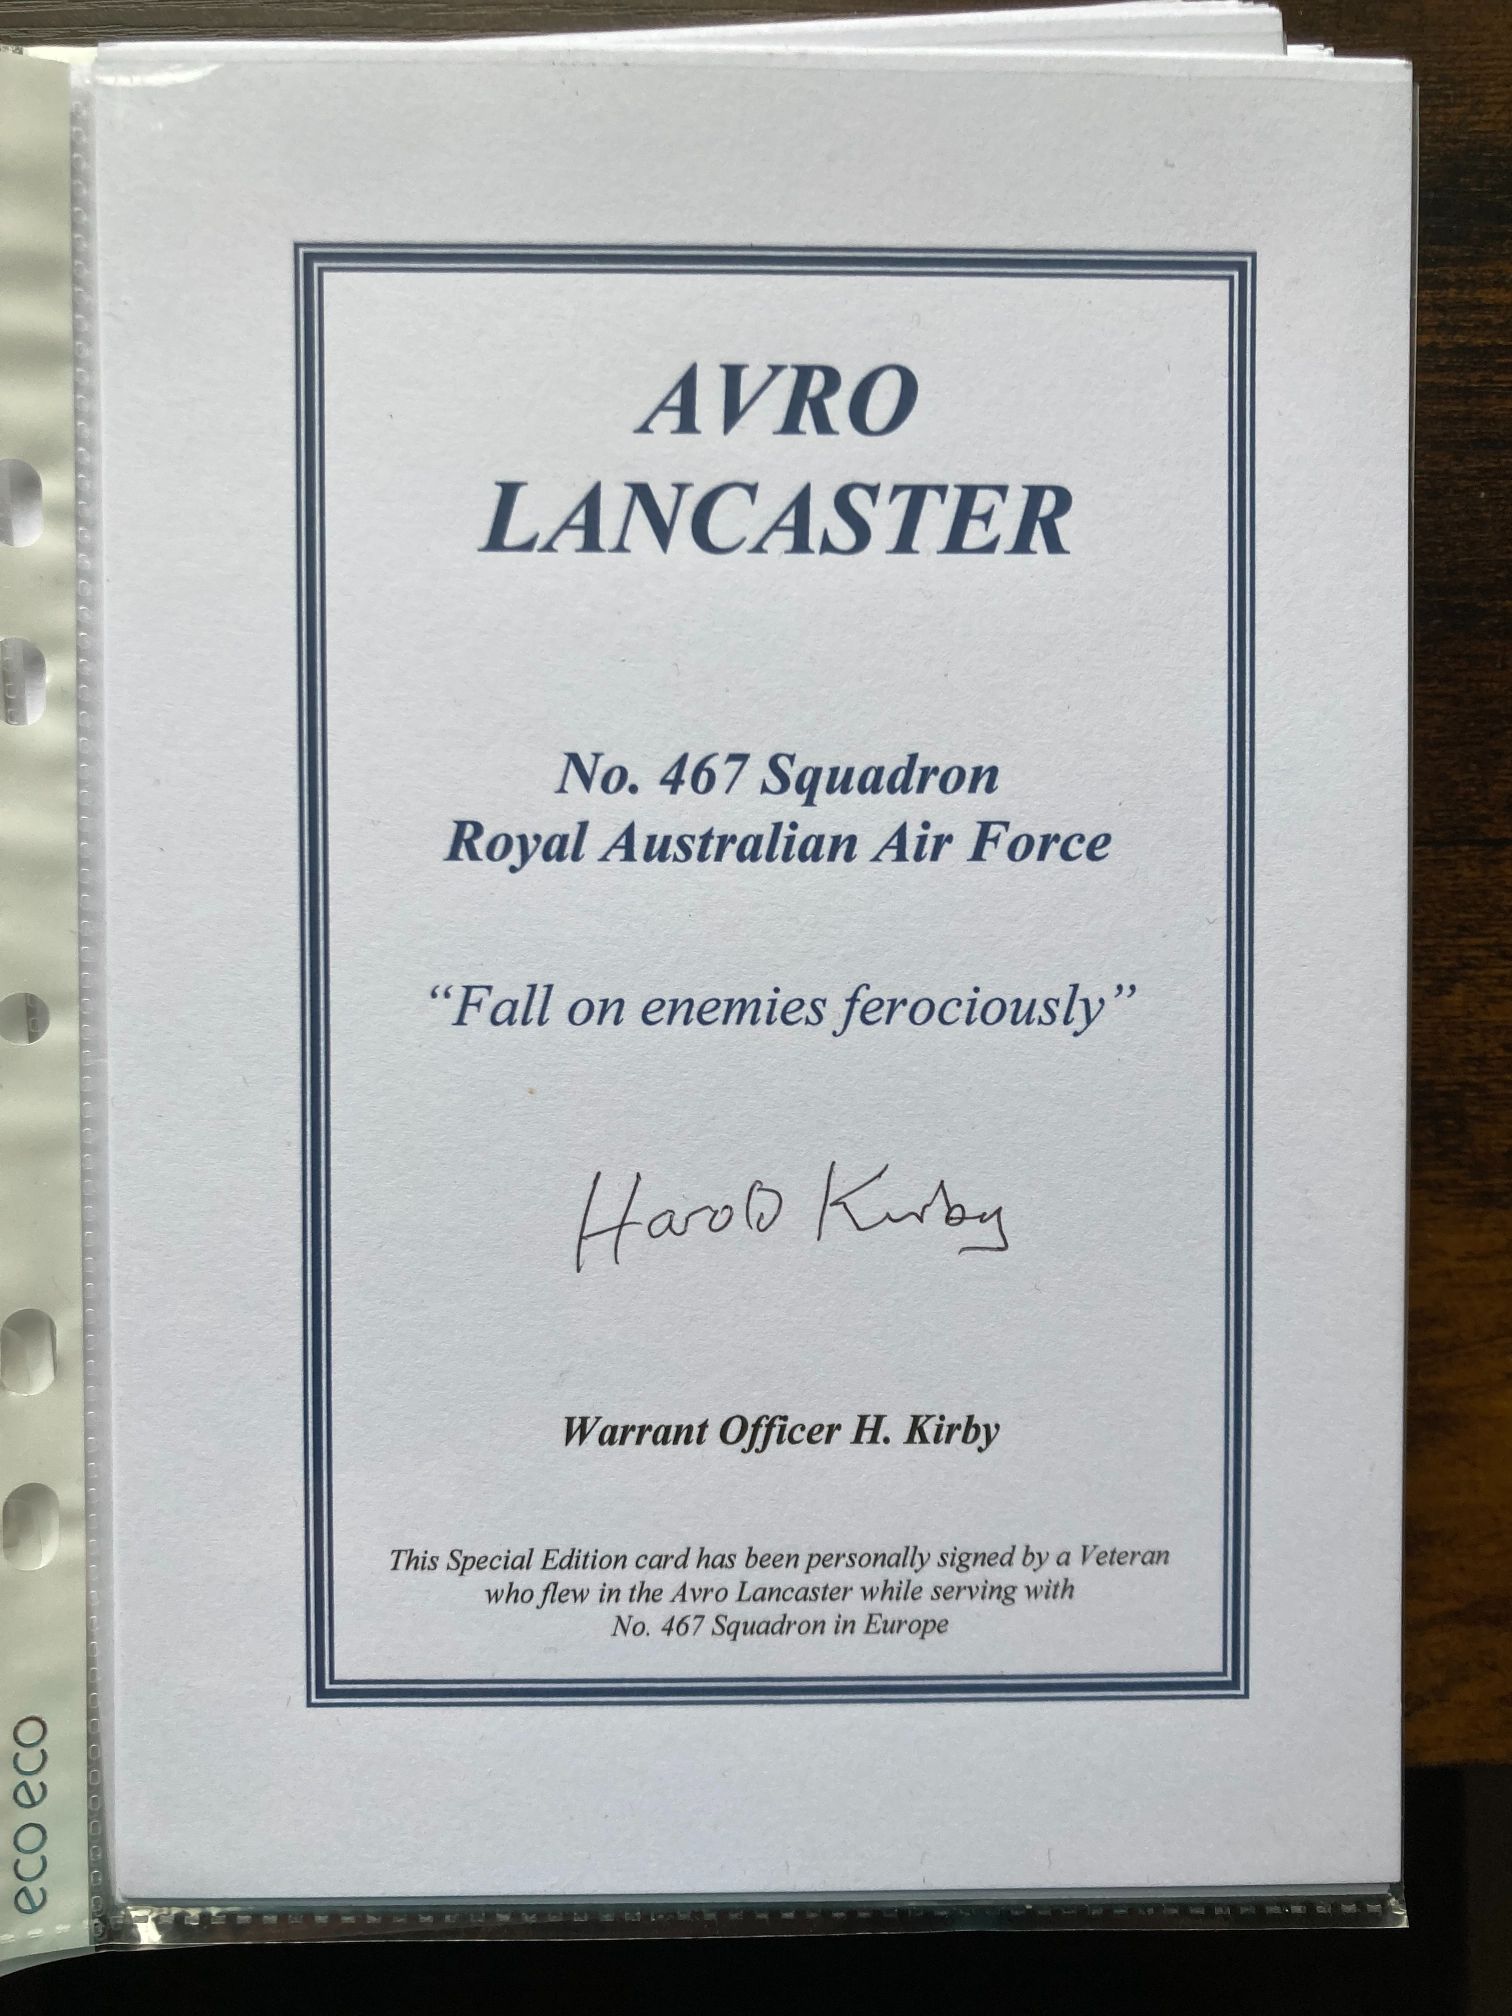 AVRO
LANCASTER
No. 467 Squadron
Royal Australian Air Force
“Fall on enemies ferociously”
Harold Kirby
Warrant Officer H. Kirby
This Special Edition card has been personally signed by a Veteran
who flew in the Avro Lancaster while serving with
No. 467 Squadron in Europe
eco eco